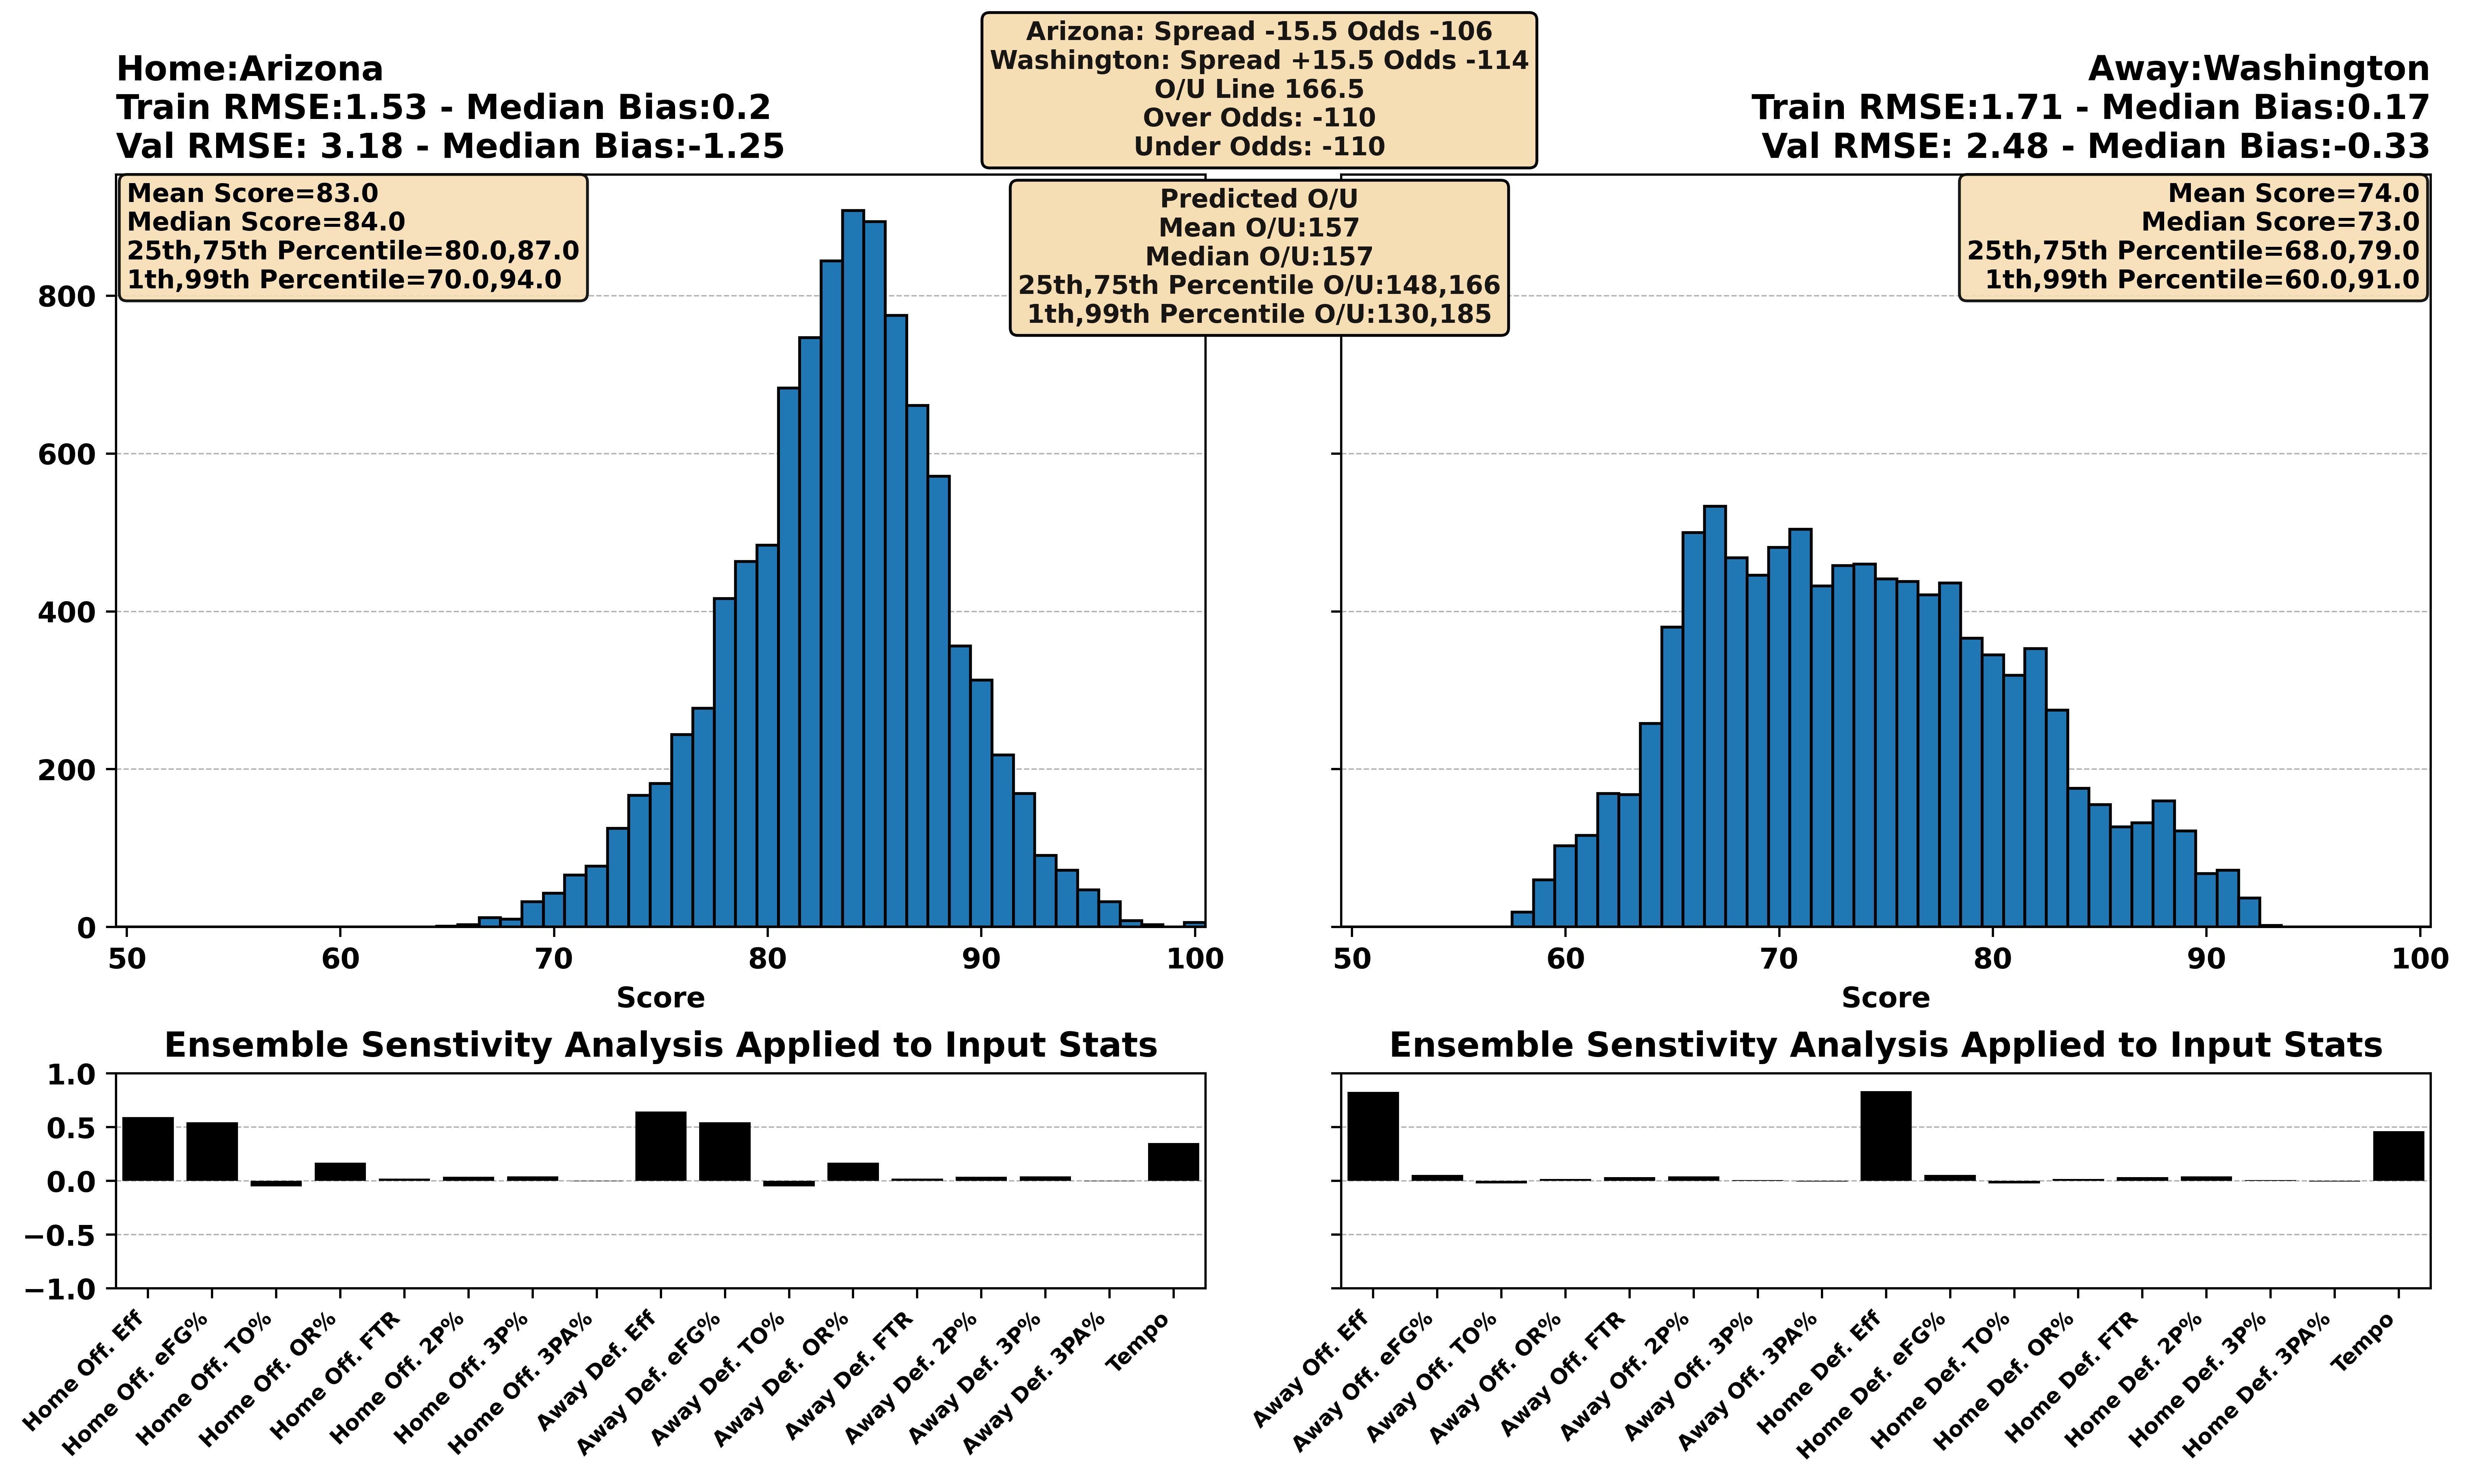 Arizona: Spread -15.5 Odds -106
Washington: Spread +15.5 Odds -114
O/U Line 166.5
Over Odds: -110
Under Odds: -110
Home:Arizona
Train RMSE:1.53 - Median Bias:0.2
Val RMSE: 3.18 - Median Bias:-1.25
Away:Washington
Train RMSE:1.71 - Median Bias:0.17
Val RMSE: 2.48 - Median Bias:-0.33
Mean Score=83.0
Median Score=84.0
25th,75th Percentile=80.0,87.0
1th,99th Percentile=70.0,94.0
Predicted O/U
Mean O/U:157
Median O/U:157
25th,75th Percentile O/U:148,166
1th,99th Percentile O/U:130,185
Mean Score=74.0
Median Score=73.0
25th,75th Percentile=68.0,79.0
1th,99th Percentile=60.0,91.0
800
600
400
200
0
50 60 70 80 90 100
Score
50 60 70 80 90 100
Score
Ensemble Senstivity Analysis Applied to Input Stats
Ensemble Senstivity Analysis Applied to Input Stats
1.0
0.5
0.0
−0.5
−1.0
Home Off. Eff
Home Off. eFG%
Home Off. TO%
Home Off. OR%
Home Off. FTR
Home Off. 2P%
Home Off. 3P%
Home Off. 3PA%
Away Def. Eff
Away Def. eFG%
Away Def. TO%
Away Def. OR%
Away Def. FTR
Away Def. 2P%
Away Def. 3P%
Away Def. 3PA%
Tempo
Away Off. Eff
Away Off. eFG%
Away Off. TO%
Away Off. OR%
Away Off. FTR
Away Off. 2P%
Away Off. 3P%
Away Off. 3PA%
Home Def. Eff
Home Def. eFG%
Home Def. TO%
Home Def. OR%
Home Def. FTR
Home Def. 2P%
Home Def. 3P%
Home Def. 3PA%
Tempo